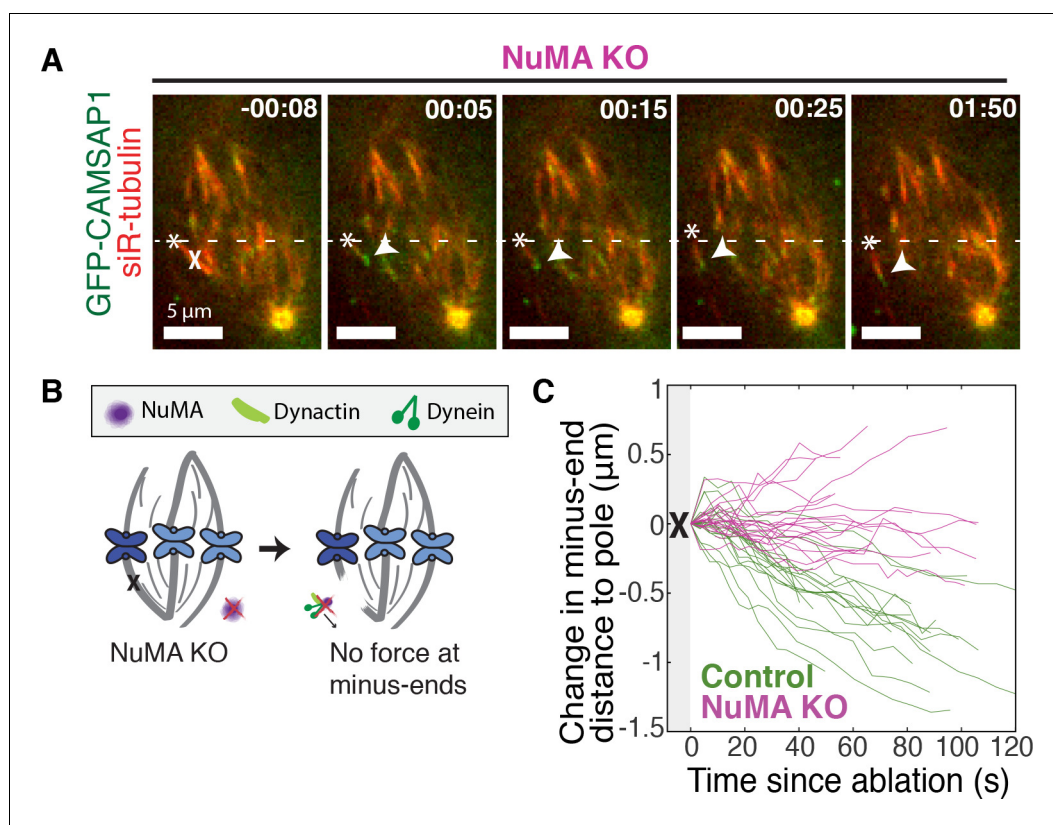 A
NuMA KO
GFP-CAMSAP1
siR-tubulin
-00:08
00:05
00:15
00:25
01:50
*
*
*
*
*
X
5 µm
B
NuMA
Dynactin
Dynein
X
NuMA KO
No force at
minus-ends
C
Change in minus-end
distance to pole (µm)
1
0.5
0
-0.5
-1
-1.5
X
Control
NuMA KO
0 20 40 60 80 100 120
Time since ablation (s)